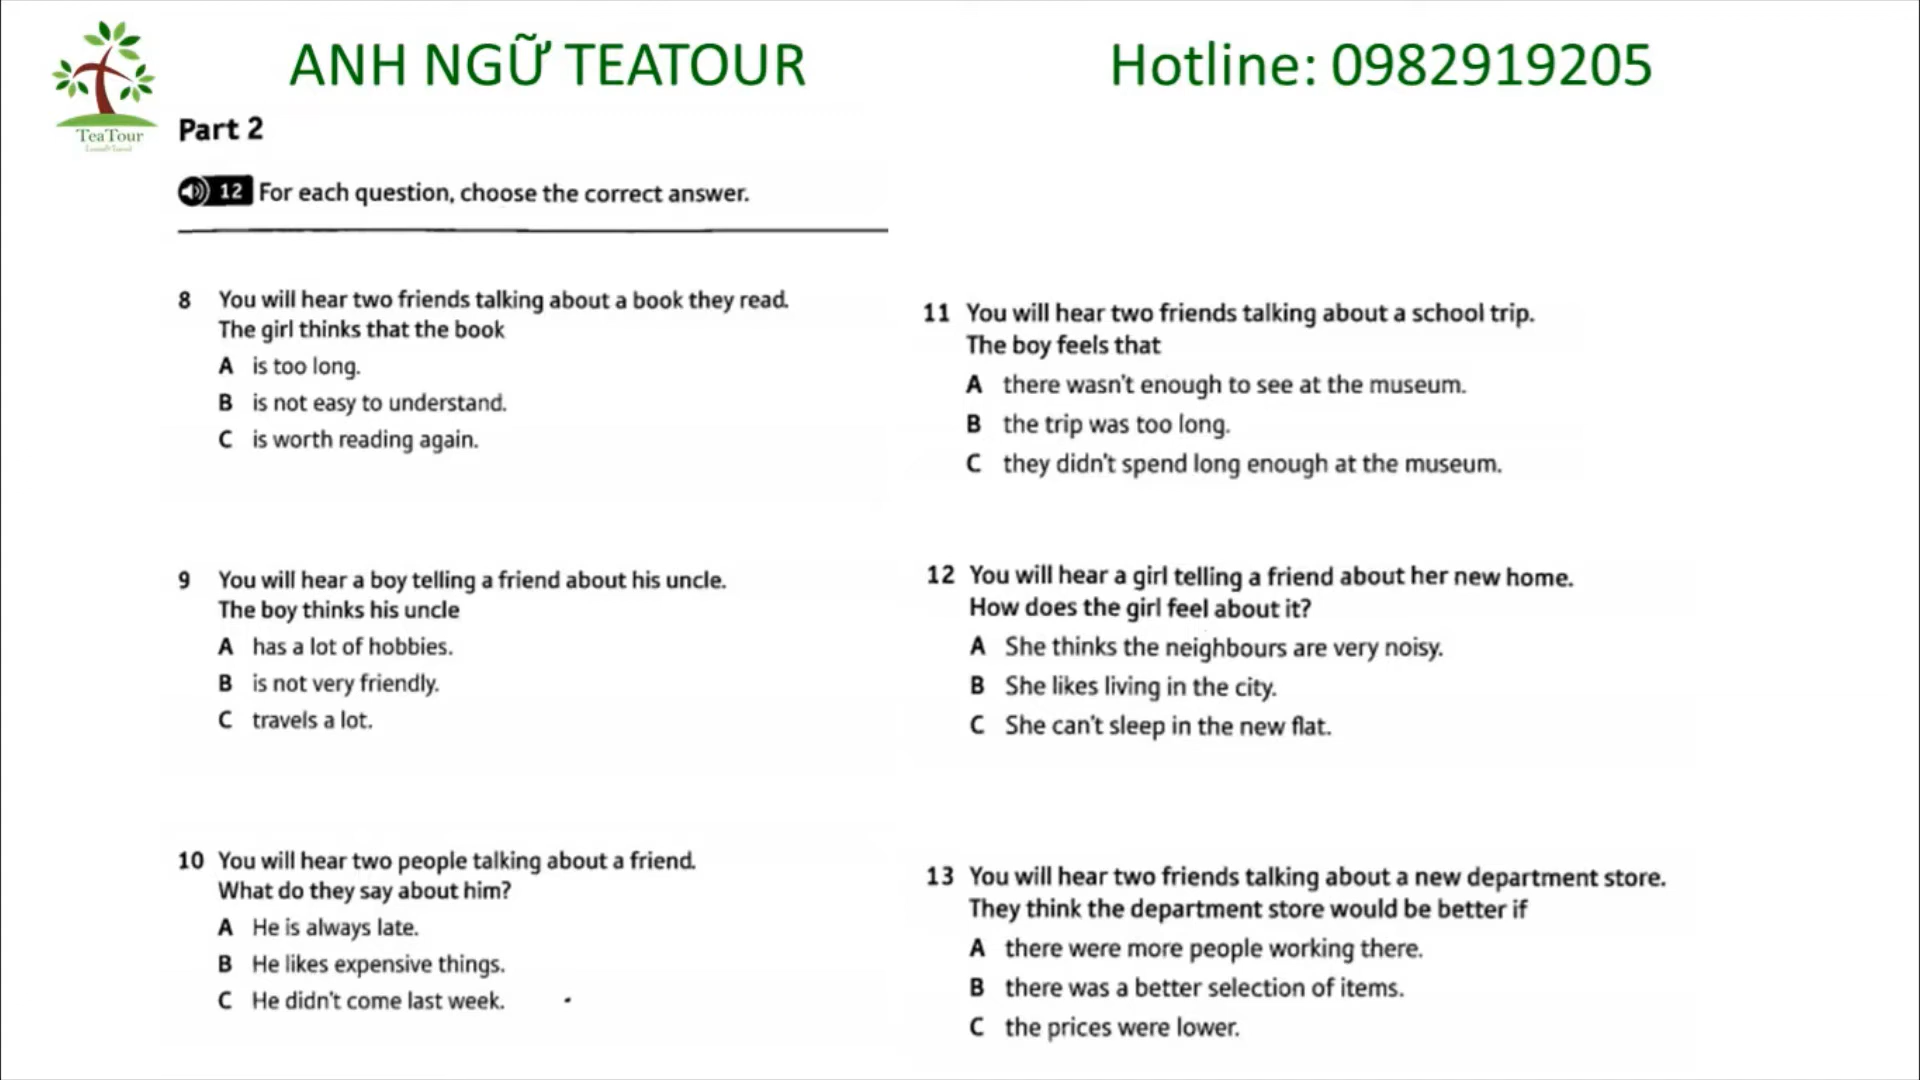 ANH NGỮ TEATOUR
Hotline: 0982919205
TeaTour
Part 2
12 For each question, choose the correct answer.
8 You will hear two friends talking about a book they read.
The girl thinks that the book
A is too long.
B is not easy to understand.
C is worth reading again.
9 You will hear a boy telling a friend about his uncle.
The boy thinks his uncle
A has a lot of hobbies.
B is not very friendly.
C travels a lot.
10 You will hear two people talking about a friend.
What do they say about him?
A He is always late.
B He likes expensive things.
C He didn't come last week.
11 You will hear two friends talking about a school trip.
The boy feels that
A there wasn't enough to see at the museum.
B the trip was too long.
C they didn't spend long enough at the museum.
12 You will hear a girl telling a friend about her new home.
How does the girl feel about it?
A She thinks the neighbours are very noisy.
B She likes living in the city.
C She can't sleep in the new flat.
13 You will hear two friends talking about a new department store.
They think the department store would be better if
A there were more people working there.
B there was a better selection of items.
C the prices were lower.